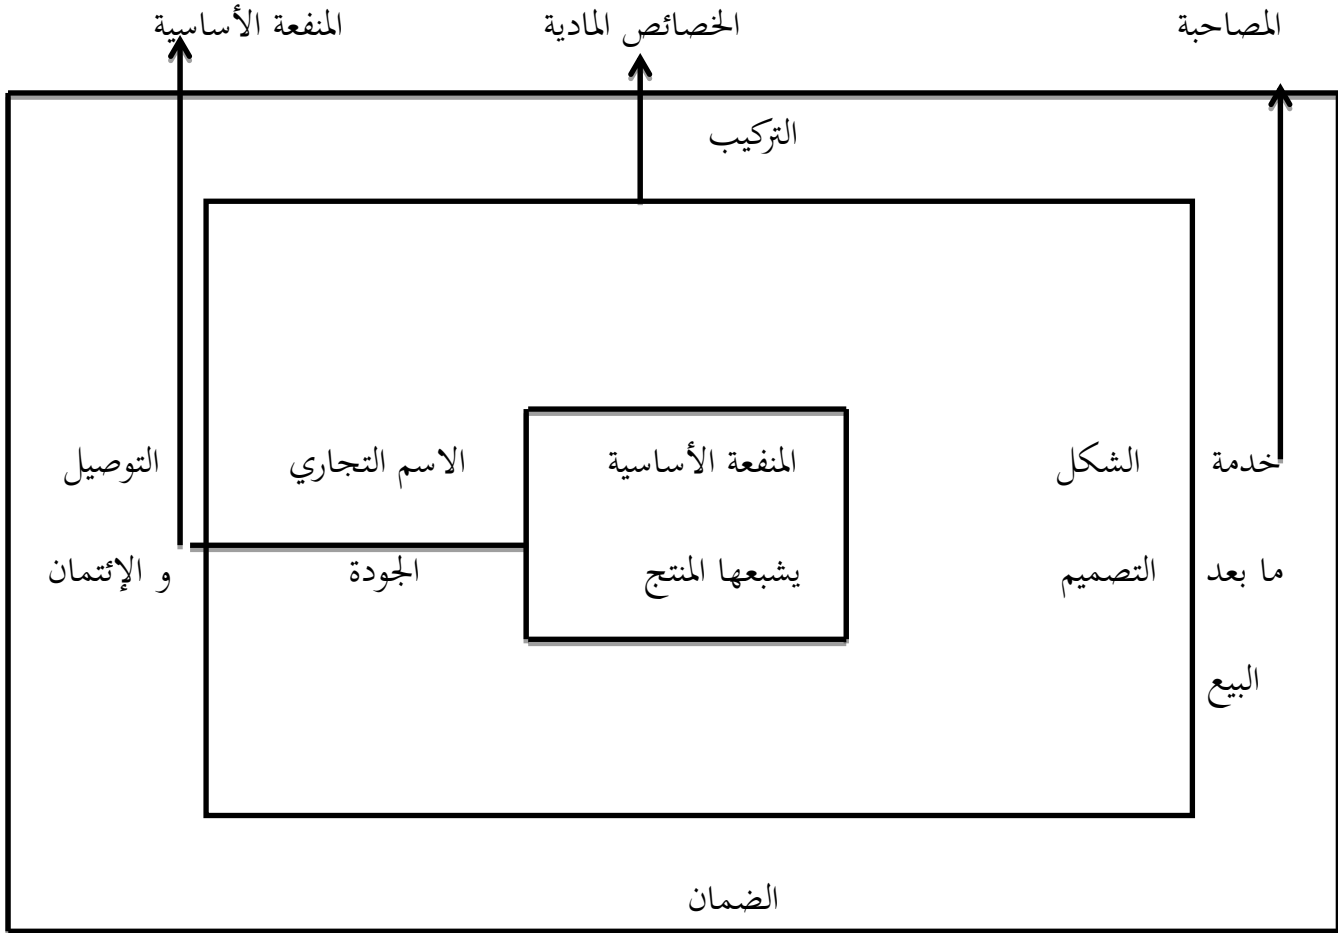 المصاحبة
الخصائص المادية
المنفعة الأساسية
التركيب
خدمة
ما بعد
البيع
الشكل
التصميم
المنفعة الأساسية
يشبعها المنتج
الاسم التجاري
الجودة
التوصيل
و الإئتمان
الضمان